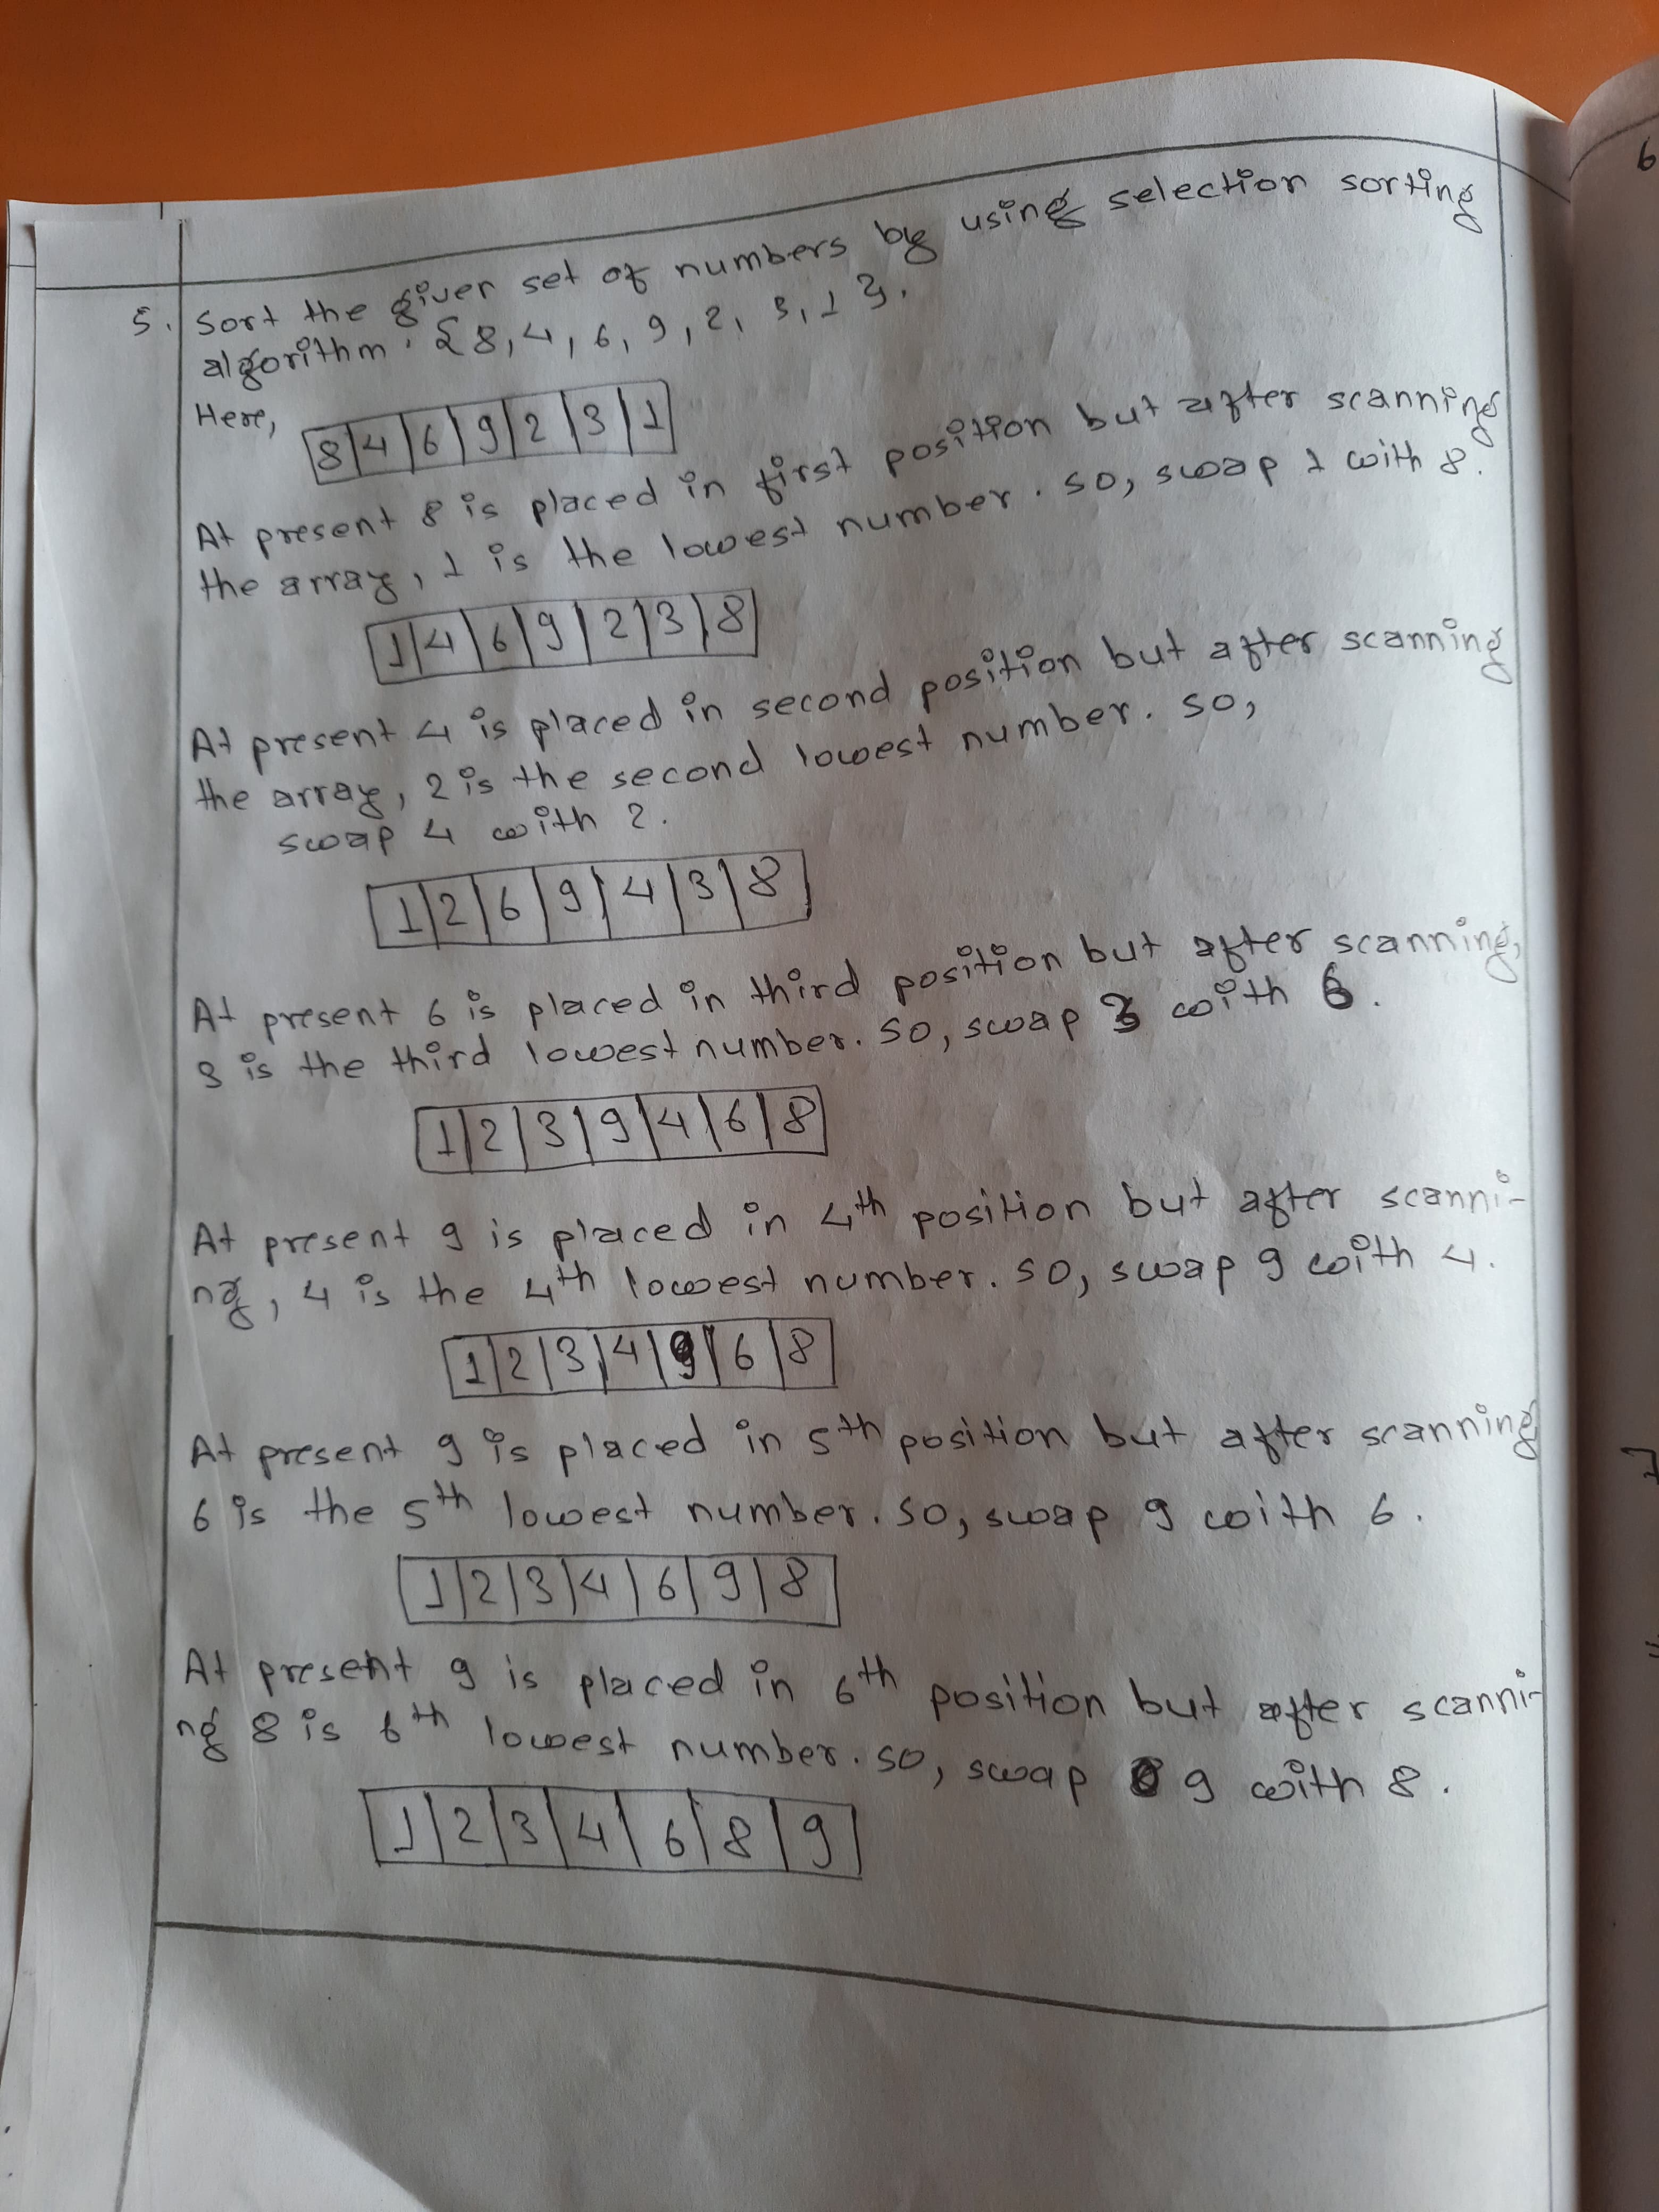 5. Sort the given set of numbers by using selection sorting
algorithm. {8, 4, 6, 9, 2, 3, 1}.
Here,
8 4 6 9 2 3 1
At present 8 is placed in first position but after scanning
the array, 1 is the lowest number. so, swap 1 with 8.
1 4 6 9 2 3 8
At present 4 is placed in second position but after scanning
the array, 2 is the second lowest number. so,
swap 4 with 2.
1 2 6 9 4 3 8
At present 6 is placed in third position but after scanning,
3 is the third lowest number. so, swap 3 with 6.
1 2 3 9 4 6 8
At present 9 is placed in 4th position but after scanni-
ng, 4 is the 4th lowest number. so, swap 9 with 4.
1 2 3 4 9 6 8
At present 9 is placed in 5th position but after scanning
6 is the 5th lowest number. so, swap 9 with 6.
1 2 3 4 6 9 8
At present 9 is placed in 6th position but after scanni-
ng 8 is 6th lowest number. so, swap 9 with 8.
1 2 3 4 6 8 9
6